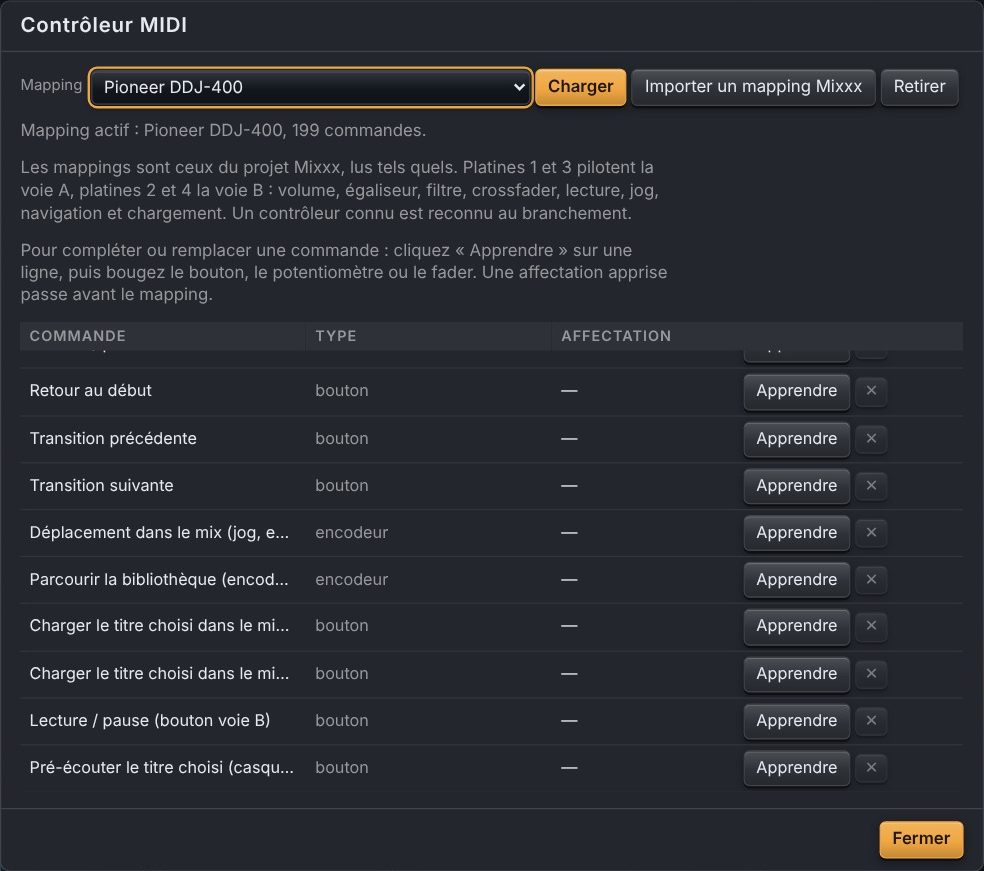 Contrôleur MIDI
Mapping Pioneer DDJ-400 Charger Importer un mapping Mixxx Retirer
Mapping actif : Pioneer DDJ-400, 199 commandes.
Les mappings sont ceux du projet Mixxx, lus tels quels. Platines 1 et 3 pilotent la
voie A, platines 2 et 4 la voie B : volume, égaliseur, filtre, crossfader, lecture, jog,
navigation et chargement. Un contrôleur connu est reconnu au branchement.
Pour compléter ou remplacer une commande : cliquez « Apprendre » sur une
ligne, puis bougez le bouton, le potentiomètre ou le fader. Une affectation apprise
passe avant le mapping.
COMMANDE TYPE AFFECTATION
Retour au début bouton — Apprendre ×
Transition précédente bouton — Apprendre ×
Transition suivante bouton — Apprendre ×
Déplacement dans le mix (jog, e... encodeur — Apprendre ×
Parcourir la bibliothèque (encod... encodeur — Apprendre ×
Charger le titre choisi dans le mi... bouton — Apprendre ×
Charger le titre choisi dans le mi... bouton — Apprendre ×
Lecture / pause (bouton voie B) bouton — Apprendre ×
Pré-écouter le titre choisi (casqu... bouton — Apprendre ×
Fermer